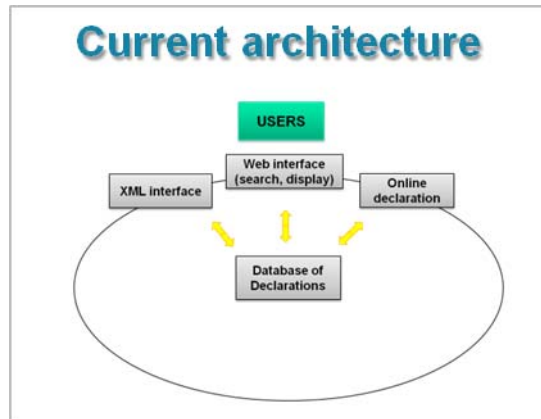 Current architecture
USERS
Web interface
(search, display)
XML interface
Online
declaration
Database of
Declarations